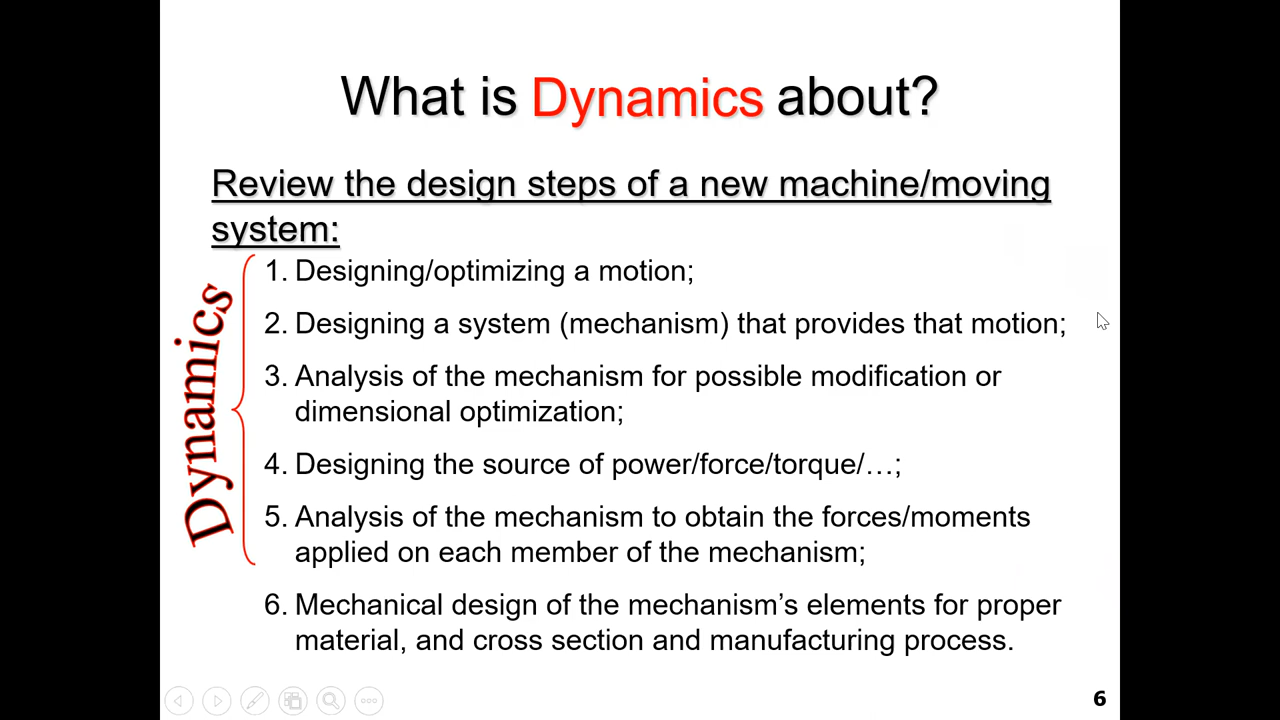 What is Dynamics about?
Review the design steps of a new machine/moving
system:
Dynamics
1. Designing/optimizing a motion;
2. Designing a system (mechanism) that provides that motion;
3. Analysis of the mechanism for possible modification or
dimensional optimization;
4. Designing the source of power/force/torque/…;
5. Analysis of the mechanism to obtain the forces/moments
applied on each member of the mechanism;
6. Mechanical design of the mechanism’s elements for proper
material, and cross section and manufacturing process.
6